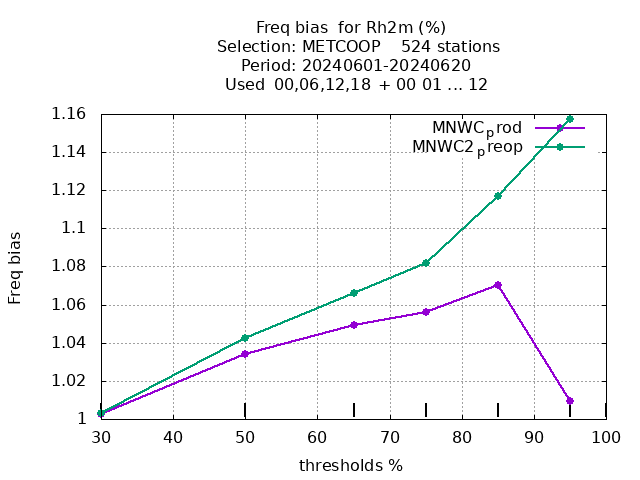 Freq bias  for Rh2m (%)
Selection: METCOOP    524 stations
Period: 20240601-20240620
Used  00,06,12,18  + 00 01 ... 12
MNWCprod
MNWC2preop
Freq bias
1.16
1.14
1.12
1.1
1.08
1.06
1.04
1.02
1
30 40 50 60 70 80 90 100
thresholds %